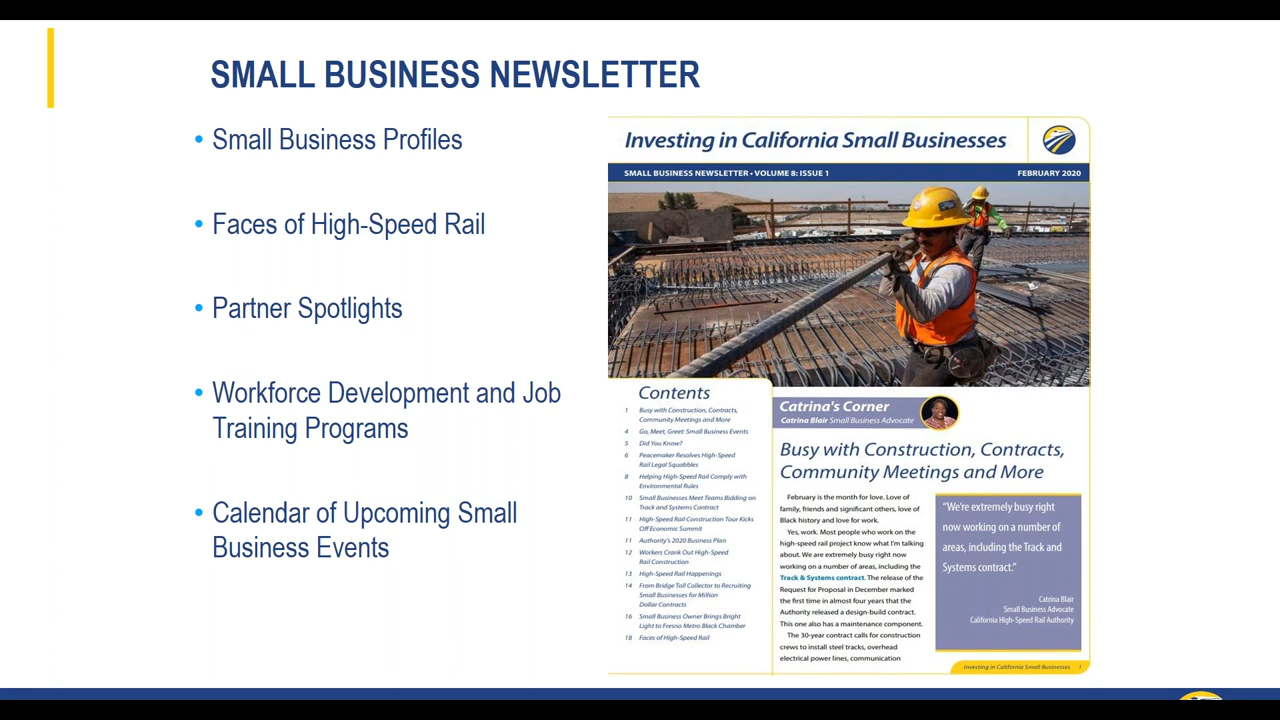 SMALL BUSINESS NEWSLETTER
• Small Business Profiles
• Faces of High-Speed Rail
• Partner Spotlights
• Workforce Development and Job
Training Programs
• Calendar of Upcoming Small
Business Events
Investing in California Small Businesses
SMALL BUSINESS NEWSLETTER • VOLUME 8: ISSUE 1
FEBRUARY 2020
Contents
1 Busy with Construction, Contracts,
Community Meetings and More
4 Go, Meet, Greet: Small Business Events
5 Did You Know?
6 Peacemaker Resolves High-Speed
Rail Legal Squabbles
8 Helping High-Speed Rail Comply with
Environmental Rules
10 Small Businesses Meet Teams Bidding on
Track and Systems Contract
11 High-Speed Rail Construction Tour Kicks
Off Economic Summit
11 Authority's 2020 Business Plan
12 Workers Crank Out High-Speed
Rail Construction
13 High-Speed Rail Happenings
14 From Bridge Toll Collector to Recruiting
Small Businesses for Million
Dollar Contracts
16 Small Business Owner Brings Bright
Light to Fresno Metro Black Chamber
18 Faces of High-Speed Rail
Catrina's Corner
Catrina Blair Small Business Advocate
Busy with Construction, Contracts,
Community Meetings and More
February is the month for love. Love of
family, friends and significant others, love of
Black history and love for work.
Yes, work. Most people who work on the
high-speed rail project know what I'm talking
about. We are extremely busy right now
working on a number of areas, including the
Track & Systems contract. The release of the
Request for Proposal in December marked
the first time in almost four years that the
Authority released a design-build contract.
This one also has a maintenance component.
The 30-year contract calls for construction
crews to install steel tracks, overhead
electrical power lines, communication
"We're extremely busy right
now working on a number of
areas, including the Track and
Systems contract."
Catrina Blair
Small Business Advocate
California High-Speed Rail Authority
Investing in California Small Businesses 1